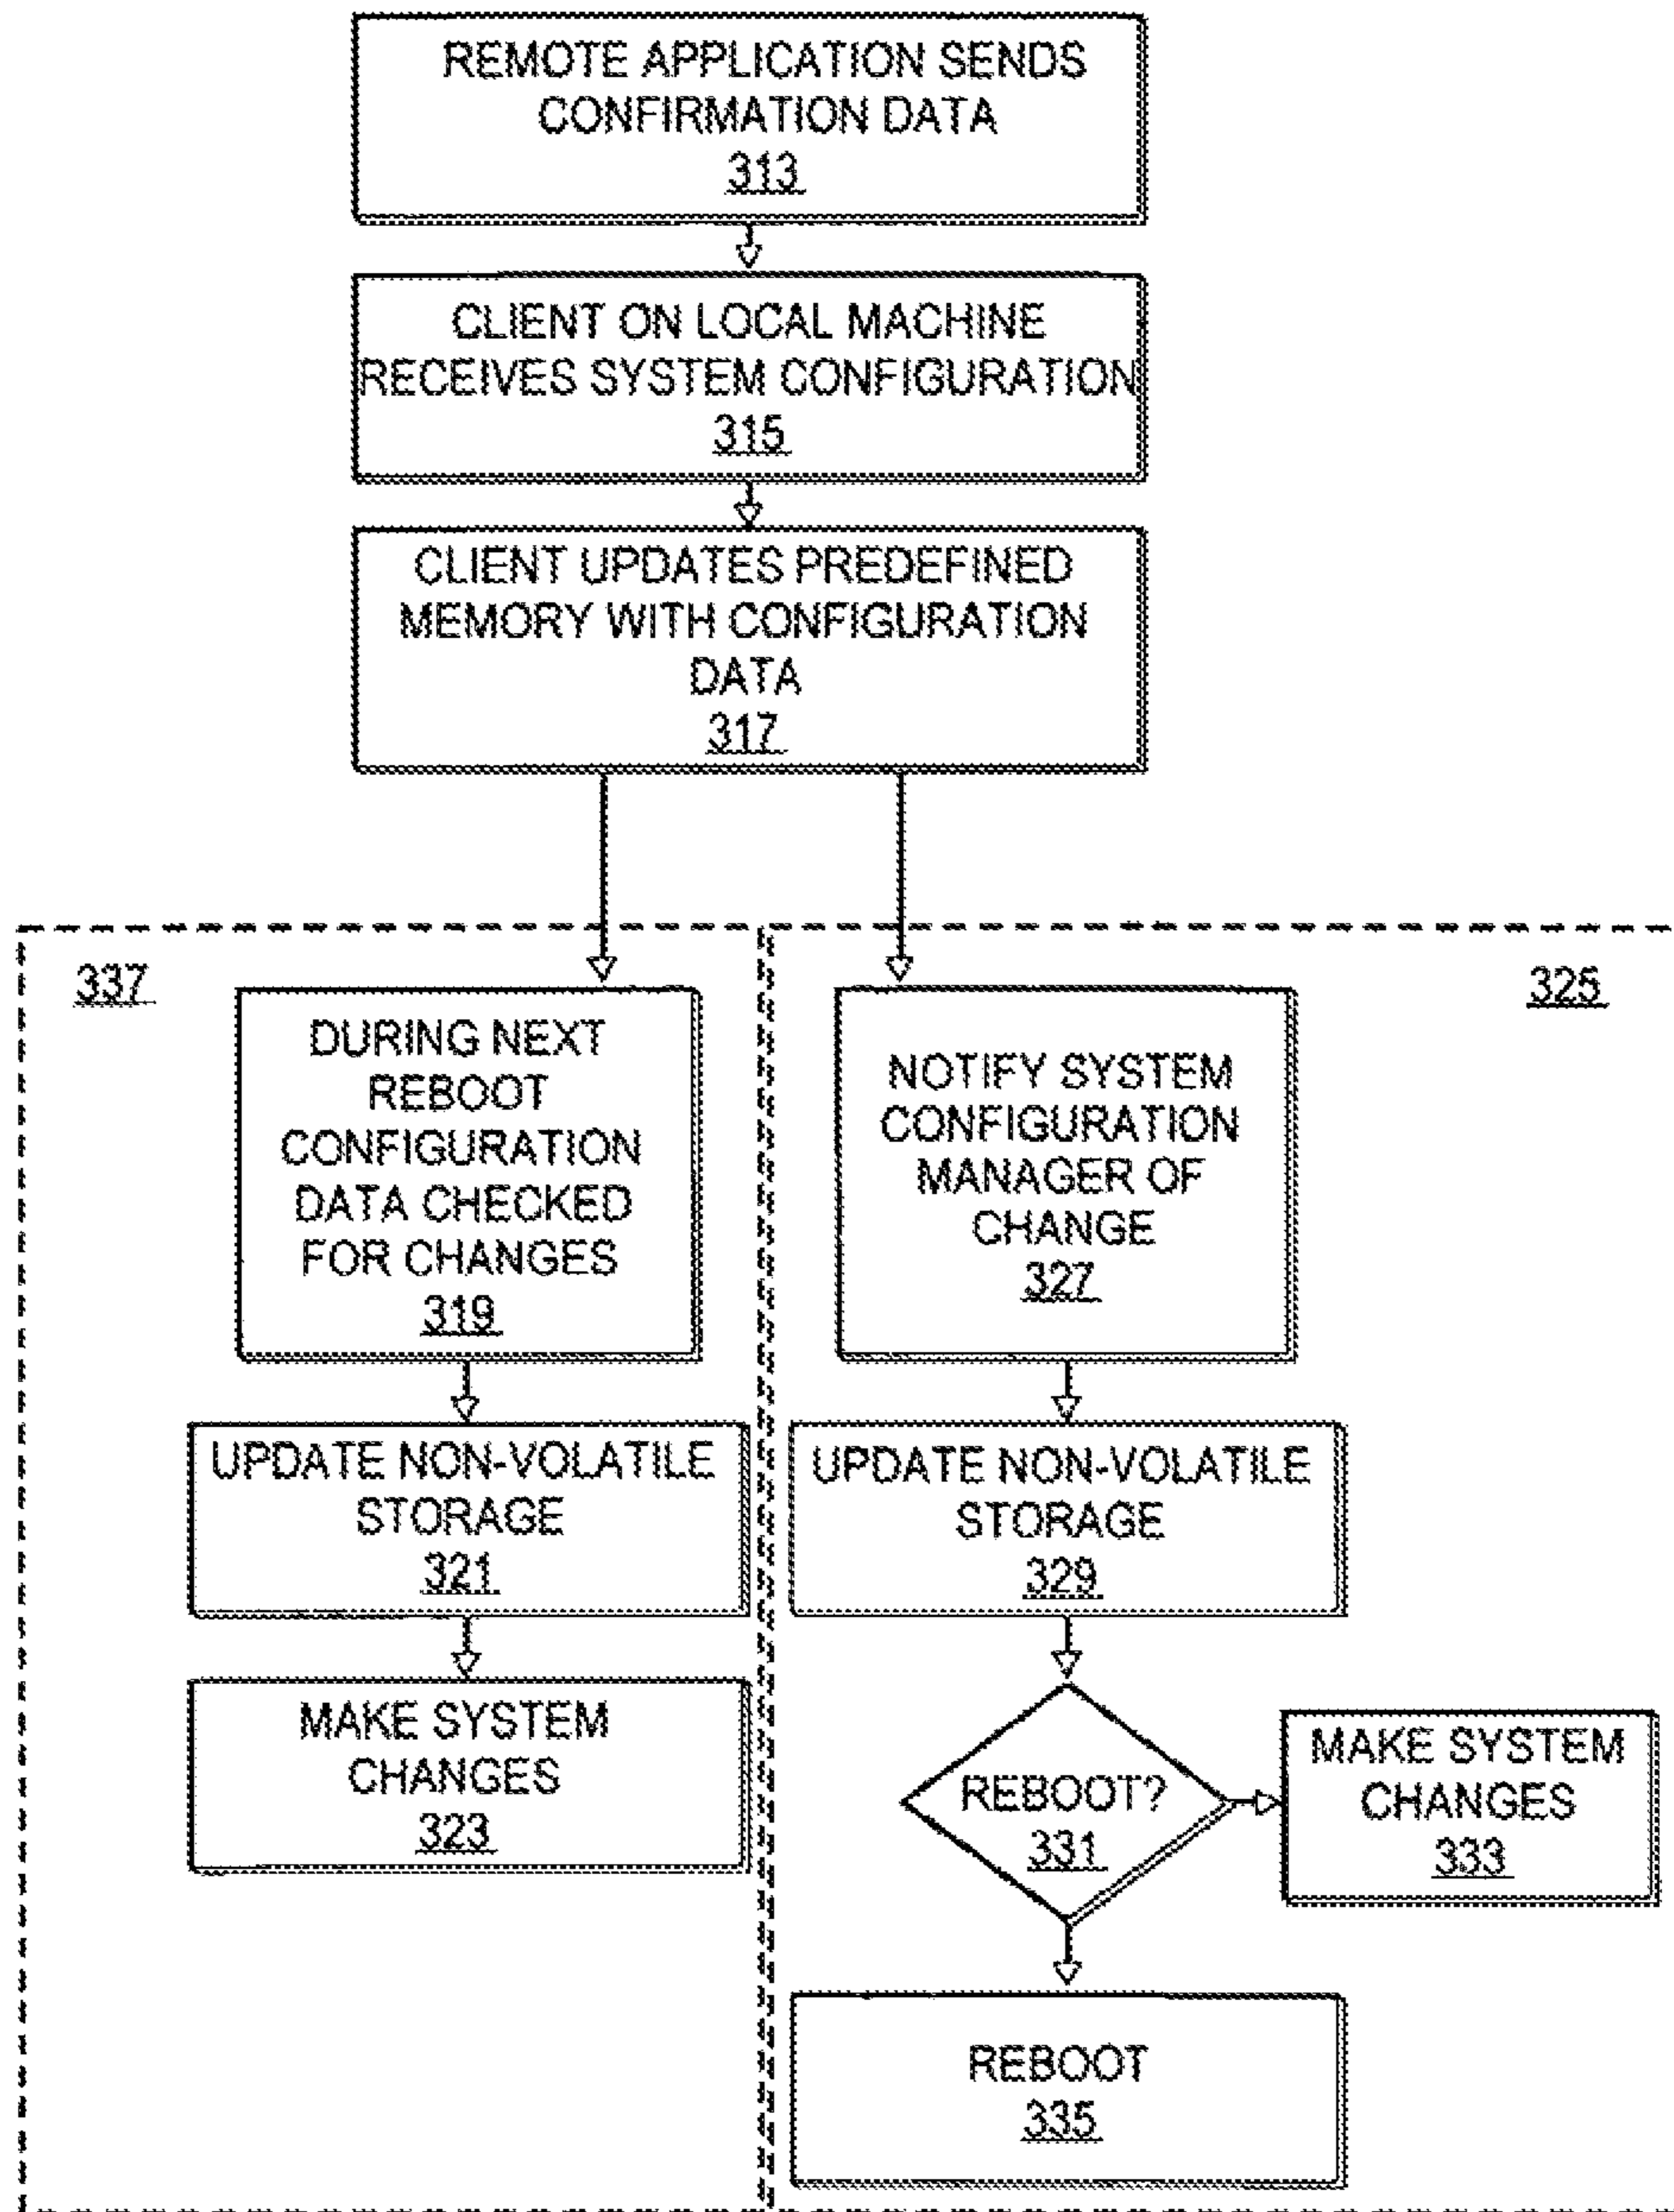 REMOTE APPLICATION SENDS
CONFIRMATION DATA
313
CLIENT ON LOCAL MACHINE
RECEIVES SYSTEM CONFIGURATION
315
CLIENT UPDATES PREDEFINED
MEMORY WITH CONFIGURATION
DATA
317
337
DURING NEXT
REBOOT
CONFIGURATION
DATA CHECKED
FOR CHANGES
319
UPDATE NON-VOLATILE
STORAGE
321
MAKE SYSTEM
CHANGES
323
325
NOTIFY SYSTEM
CONFIGURATION
MANAGER OF
CHANGE
327
UPDATE NON-VOLATILE
STORAGE
329
REBOOT?
331
MAKE SYSTEM
CHANGES
333
REBOOT
335